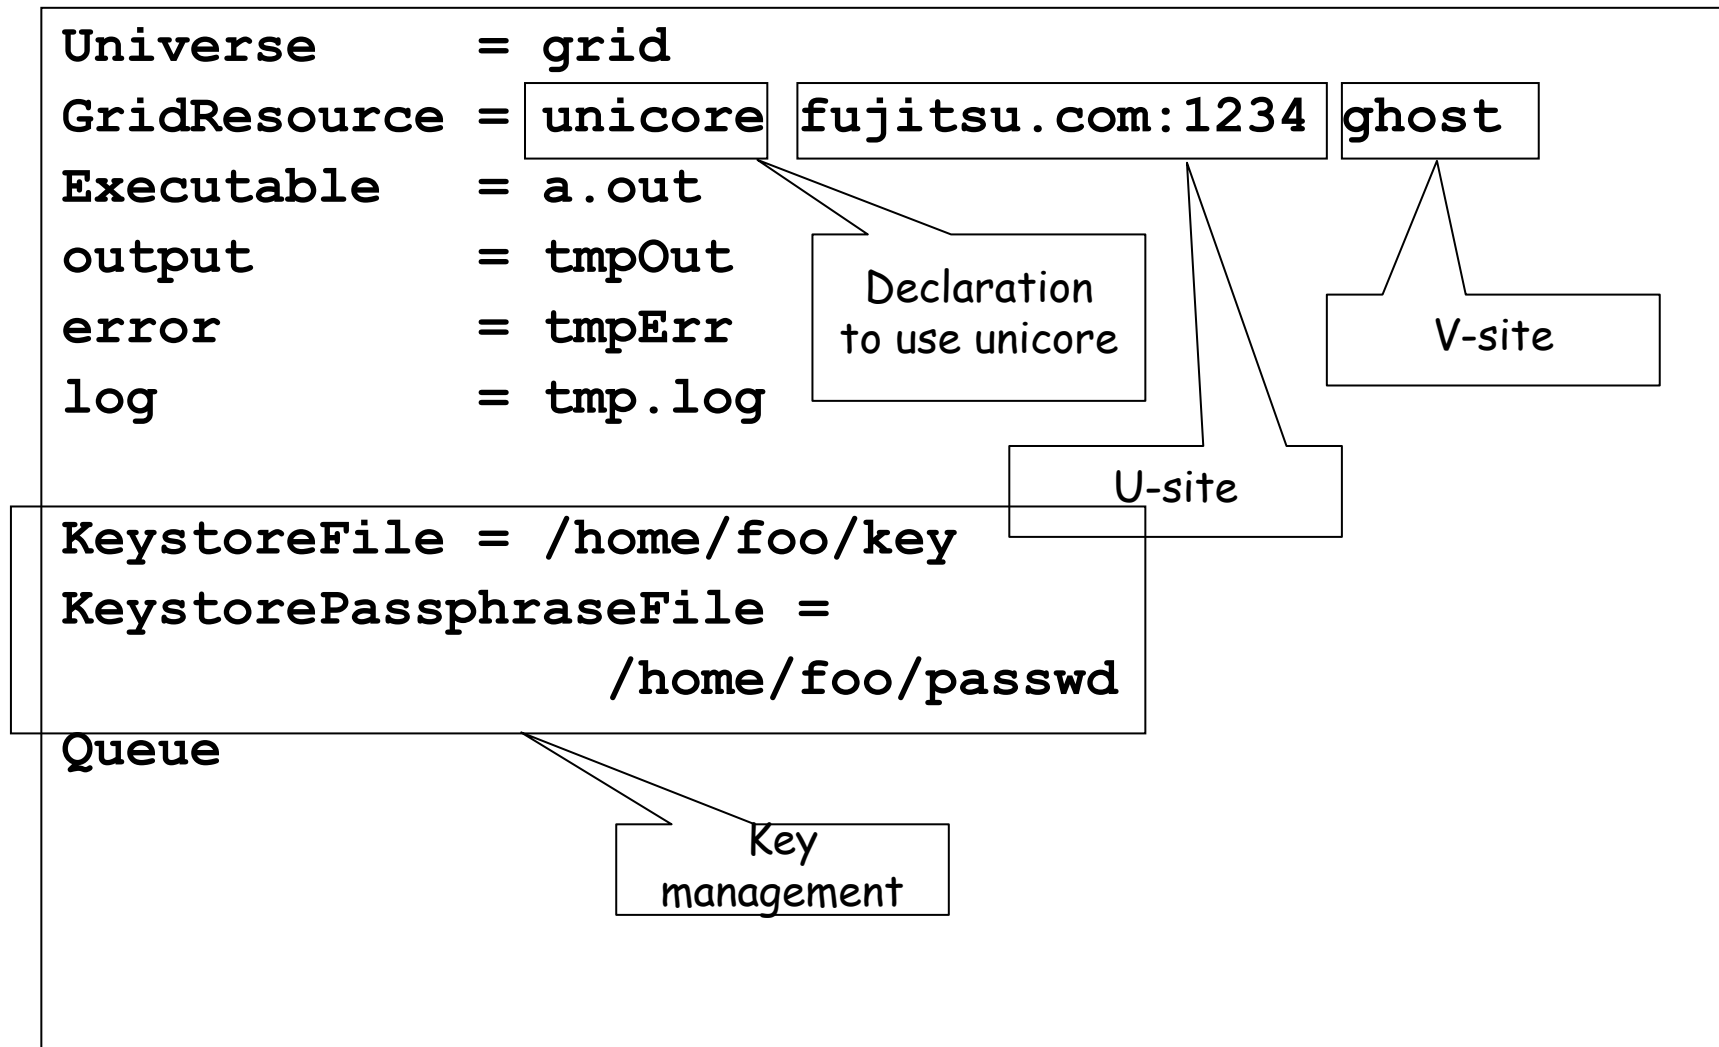 Universe = grid
GridResource = unicore fujitsu.com:1234 ghost
Executable = a.out
output = tmpOut
error = tmpErr
log = tmp.log
Declaration
to use unicore
V-site
U-site
KeystoreFile = /home/foo/key
KeystorePassphraseFile =
/home/foo/passwd
Queue
Key
management